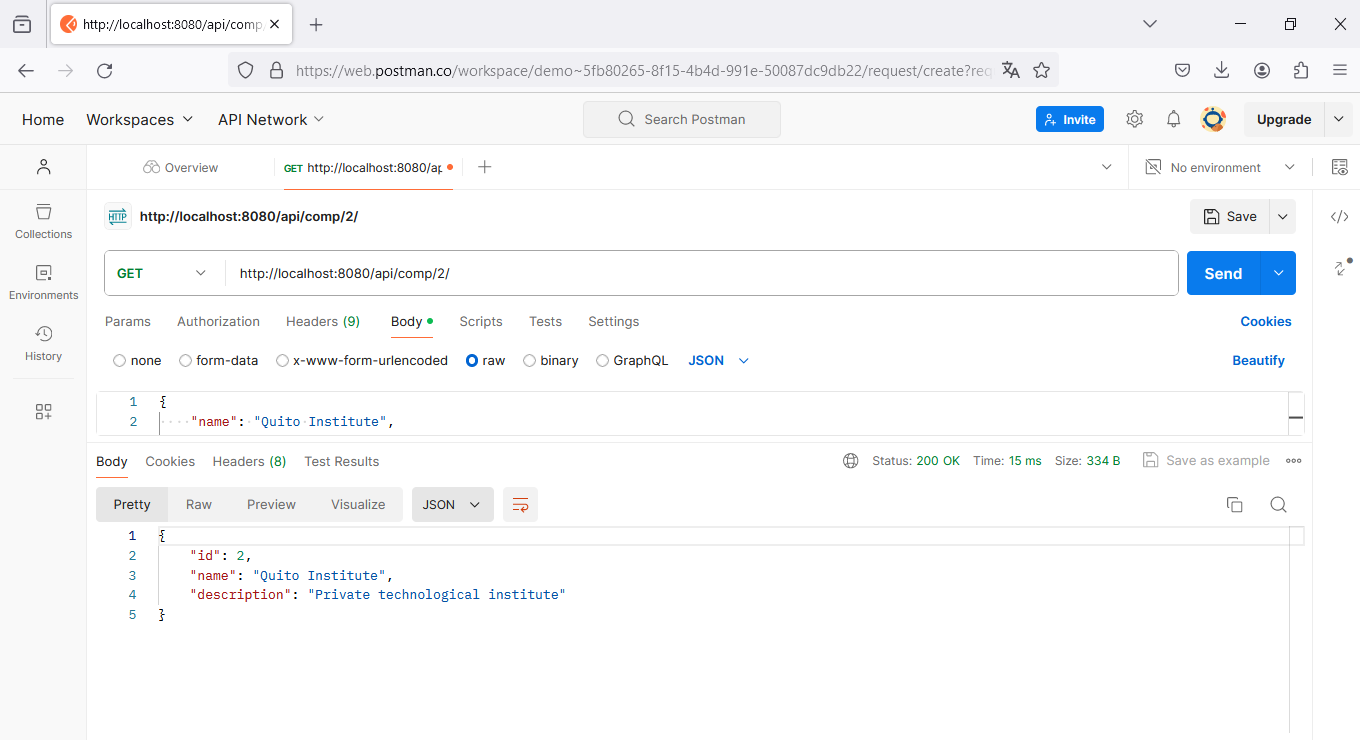 http://localhost:8080/api/comp
https://web.postman.co/workspace/demo~5fb80265-8f15-4b4d-991e-50087dc9db22/request/create?req
Home Workspaces API Network Search Postman Invite Upgrade
Overview GET http://localhost:8080/ap No environment
HTTP http://localhost:8080/api/comp/2/ Save
Collections
GET http://localhost:8080/api/comp/2/ Send
Environments
Params Authorization Headers (9) Body Scripts Tests Settings Cookies
History
none form-data x-www-form-urlencoded raw binary GraphQL JSON Beautify
1 {
2 "name": "Quito Institute",
Body Cookies Headers (8) Test Results Status: 200 OK Time: 15 ms Size: 334 B Save as example
Pretty Raw Preview Visualize JSON
1 {
2 "id": 2,
3 "name": "Quito Institute",
4 "description": "Private technological institute"
5 }